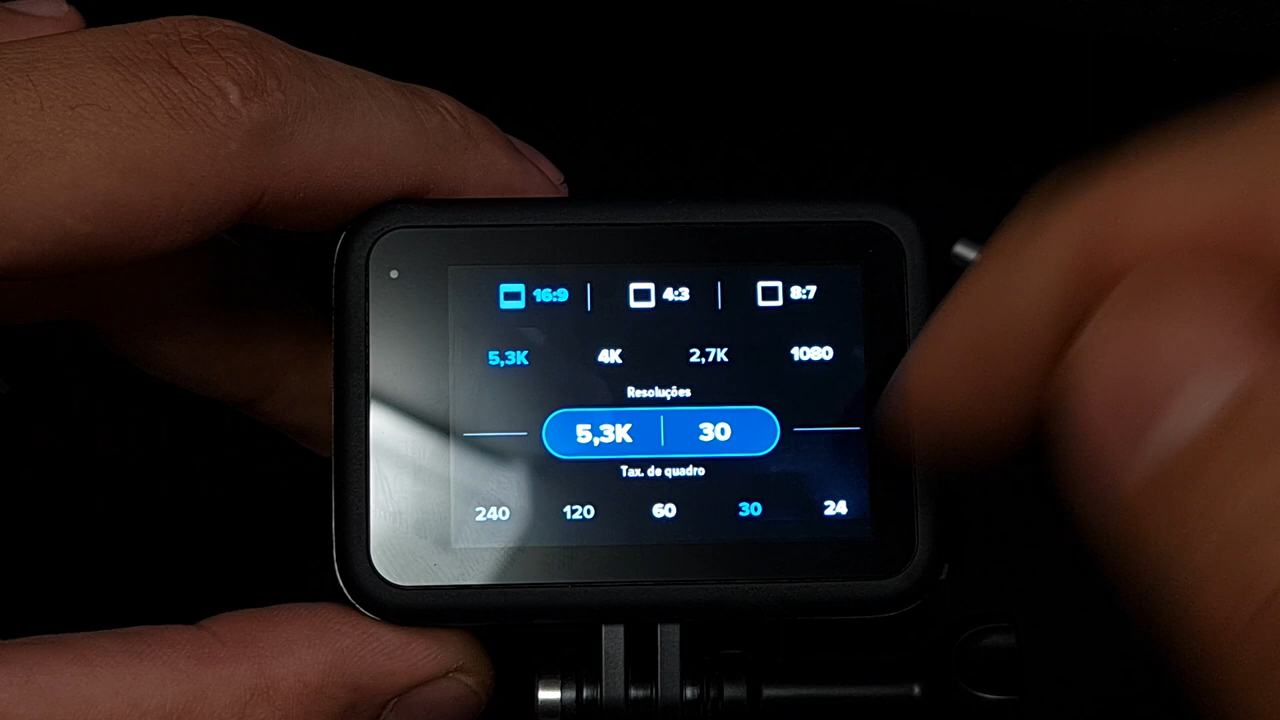 16:9 4:3 8:7
5,3K 4K 2,7K 1080
Resoluções
5,3K 30
Tax. de quadro
240 120 60 30 24